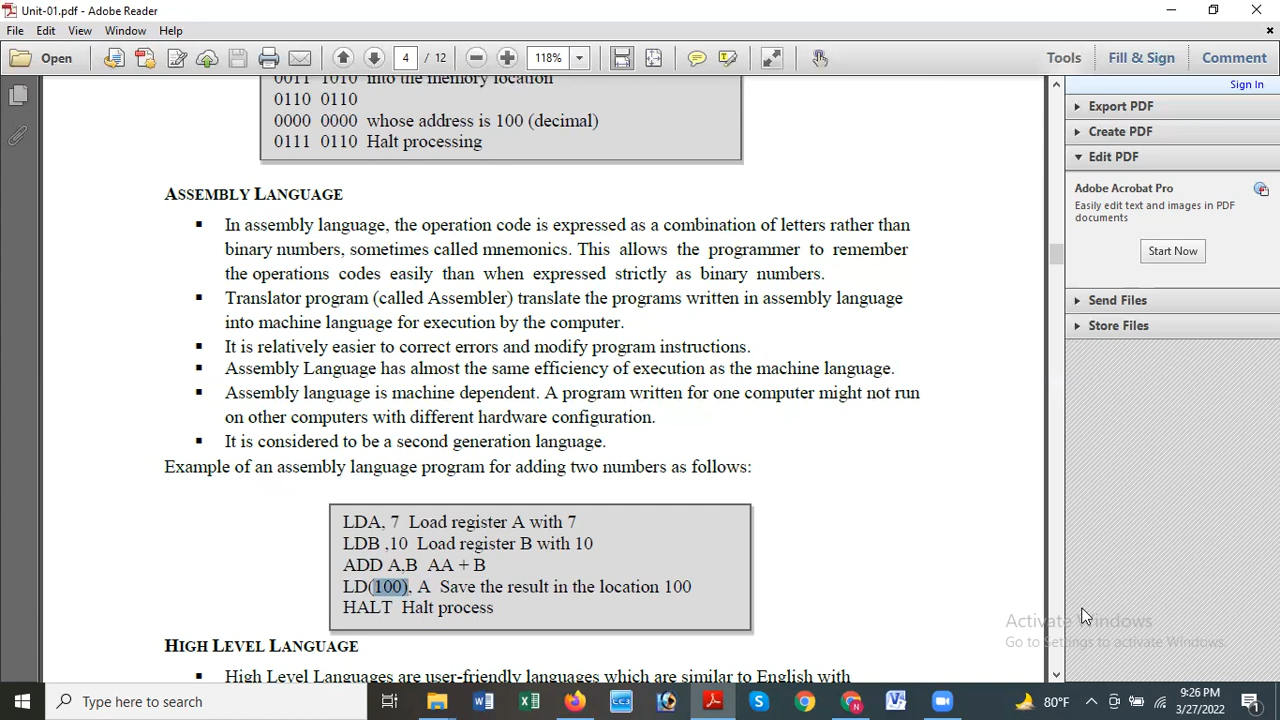 Unit-01.pdf - Adobe Reader
File Edit View Window Help
Open 4 / 12 118% Tools Fill & Sign Comment
Sign In
Export PDF
Create PDF
Edit PDF
Adobe Acrobat Pro
Easily edit text and images in PDF
documents
Start Now
Send Files
Store Files
0011 1010 into the memory location
0110 0110
0000 0000 whose address is 100 (decimal)
0111 0110 Halt processing
ASSEMBLY LANGUAGE
▪ In assembly language, the operation code is expressed as a combination of letters rather than
binary numbers, sometimes called mnemonics. This allows the programmer to remember
the operations codes easily than when expressed strictly as binary numbers.
▪ Translator program (called Assembler) translate the programs written in assembly language
into machine language for execution by the computer.
▪ It is relatively easier to correct errors and modify program instructions.
▪ Assembly Language has almost the same efficiency of execution as the machine language.
▪ Assembly language is machine dependent. A program written for one computer might not run
on other computers with different hardware configuration.
▪ It is considered to be a second generation language.
Example of an assembly language program for adding two numbers as follows:
LDA, 7 Load register A with 7
LDB ,10 Load register B with 10
ADD A,B AA + B
LD(100), A Save the result in the location 100
HALT Halt process
HIGH LEVEL LANGUAGE
▪ High Level Languages are user-friendly languages which are similar to English with
Activate Windows
Go to Settings to activate Windows.
Type here to search
80°F
9:26 PM
3/27/2022